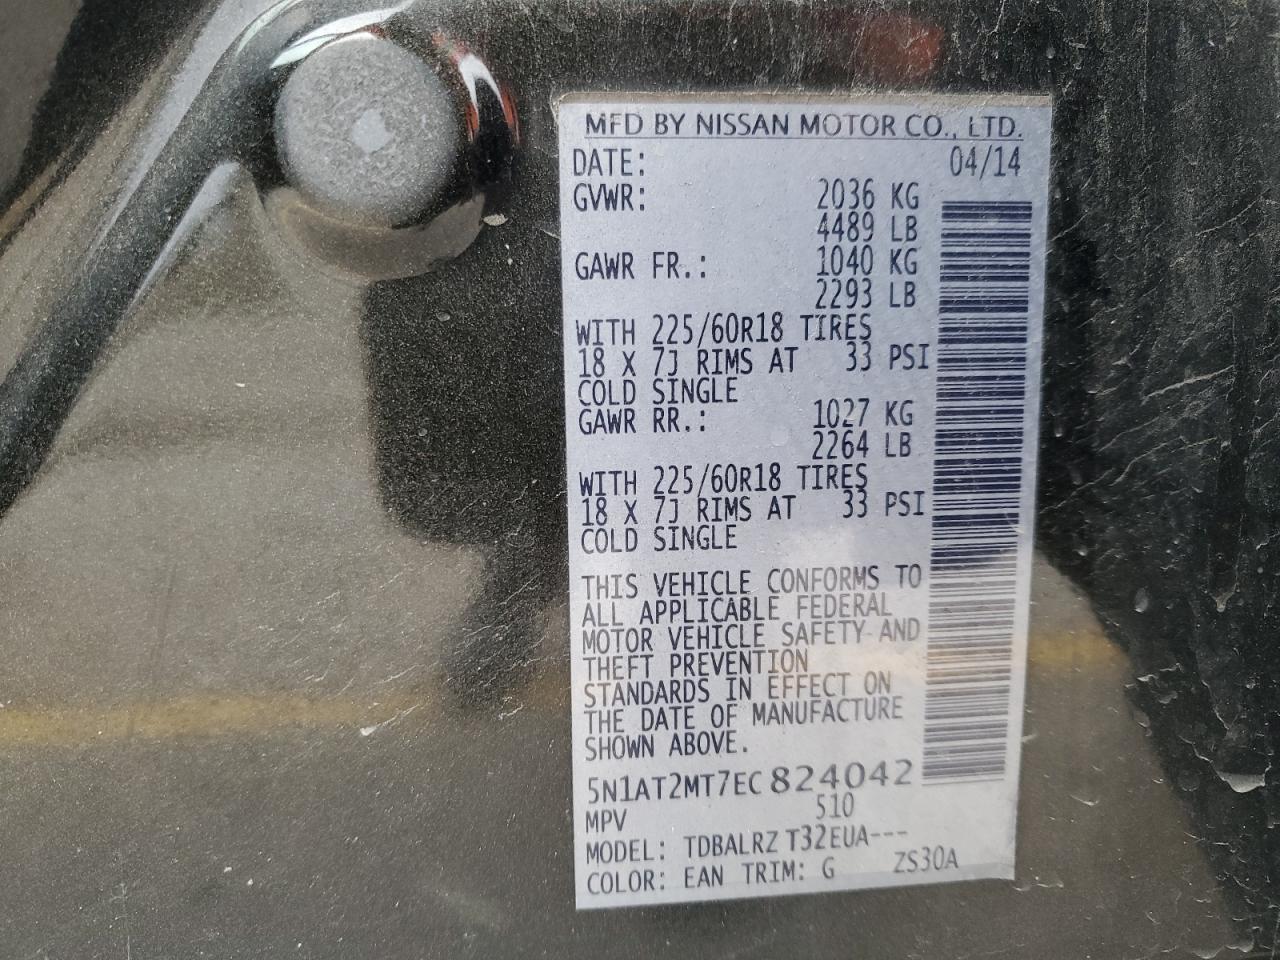 MFD BY NISSAN MOTOR CO., LTD.
DATE: 04/14
GVWR: 2036 KG
4489 LB
GAWR FR.: 1040 KG
2293 LB
WITH 225/60R18 TIRES
18 X 7J RIMS AT 33 PSI
COLD SINGLE
GAWR RR.: 1027 KG
2264 LB
WITH 225/60R18 TIRES
18 X 7J RIMS AT 33 PSI
COLD SINGLE
THIS VEHICLE CONFORMS TO
ALL APPLICABLE FEDERAL
MOTOR VEHICLE SAFETY AND
THEFT PREVENTION
STANDARDS IN EFFECT ON
THE DATE OF MANUFACTURE
SHOWN ABOVE.
5N1AT2MT7EC824042
MPV 510
MODEL: TDBALRZ T32EUA---
COLOR: EAN TRIM: G ZS30A